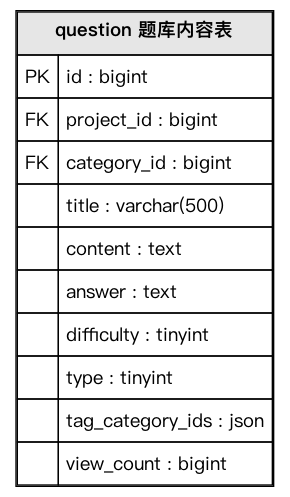 question 题库内容表
PK id : bigint
FK project_id : bigint
FK category_id : bigint
title : varchar(500)
content : text
answer : text
difficulty : tinyint
type : tinyint
tag_category_ids : json
view_count : bigint